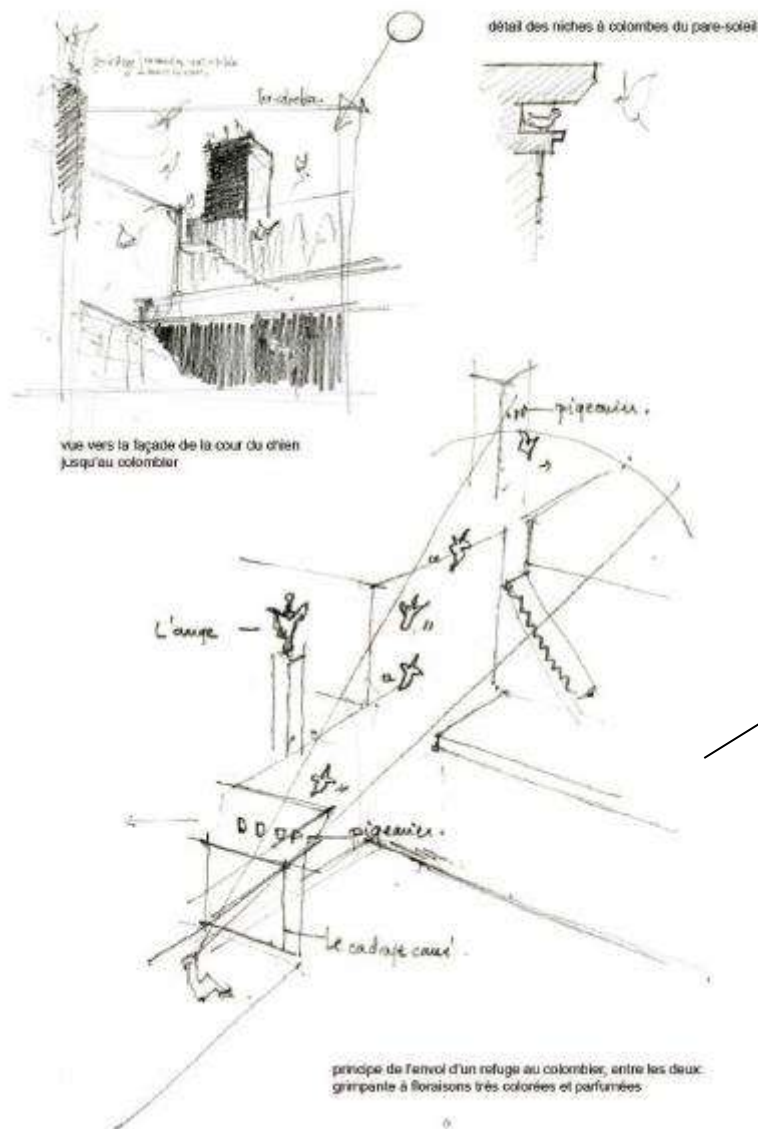 détail des niches à colombes du pare-soleil
vue vers la façade de la cour du chien
jusqu'au colombier
pigeonnier.
L'ange
pigeonnier.
le cadrage carré.
principe de l'envol d'un refuge au colombier, entre les deux:
grimpante à floraisons très colorées et parfumées